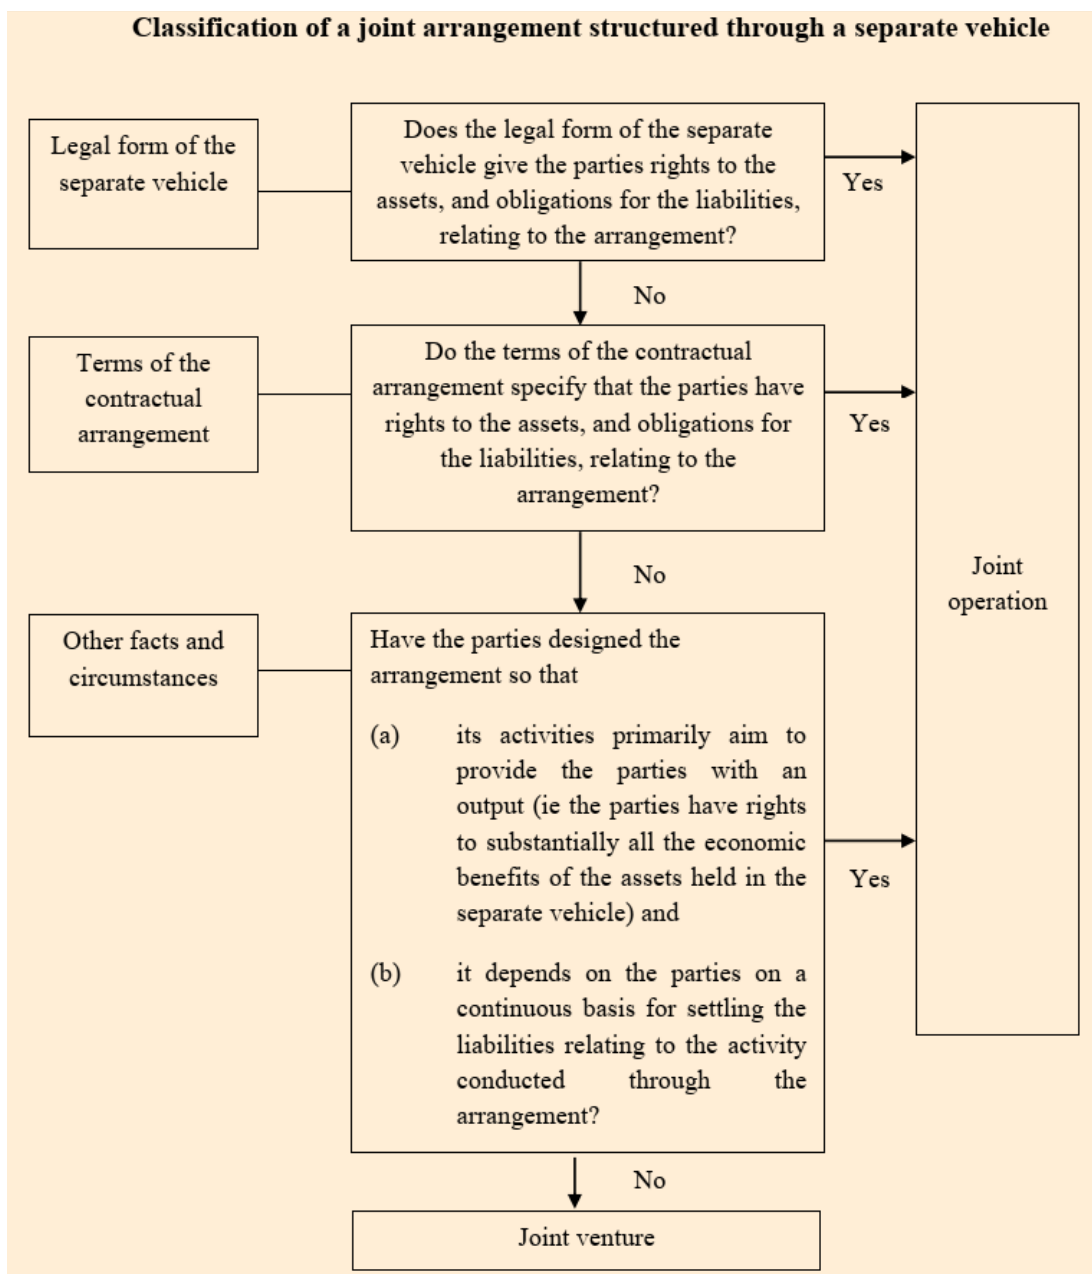 Classification of a joint arrangement structured through a separate vehicle
Legal form of the
separate vehicle
Does the legal form of the separate
vehicle give the parties rights to the
assets, and obligations for the liabilities,
relating to the arrangement?
Yes
No
Terms of the
contractual
arrangement
Do the terms of the contractual
arrangement specify that the parties have
rights to the assets, and obligations for
the liabilities, relating to the
arrangement?
Yes
No
Joint
operation
Other facts and
circumstances
Have the parties designed the
arrangement so that
(a) its activities primarily aim to
provide the parties with an
output (ie the parties have rights
to substantially all the economic
benefits of the assets held in the
separate vehicle) and
Yes
(b) it depends on the parties on a
continuous basis for settling the
liabilities relating to the activity
conducted through the
arrangement?
No
Joint venture